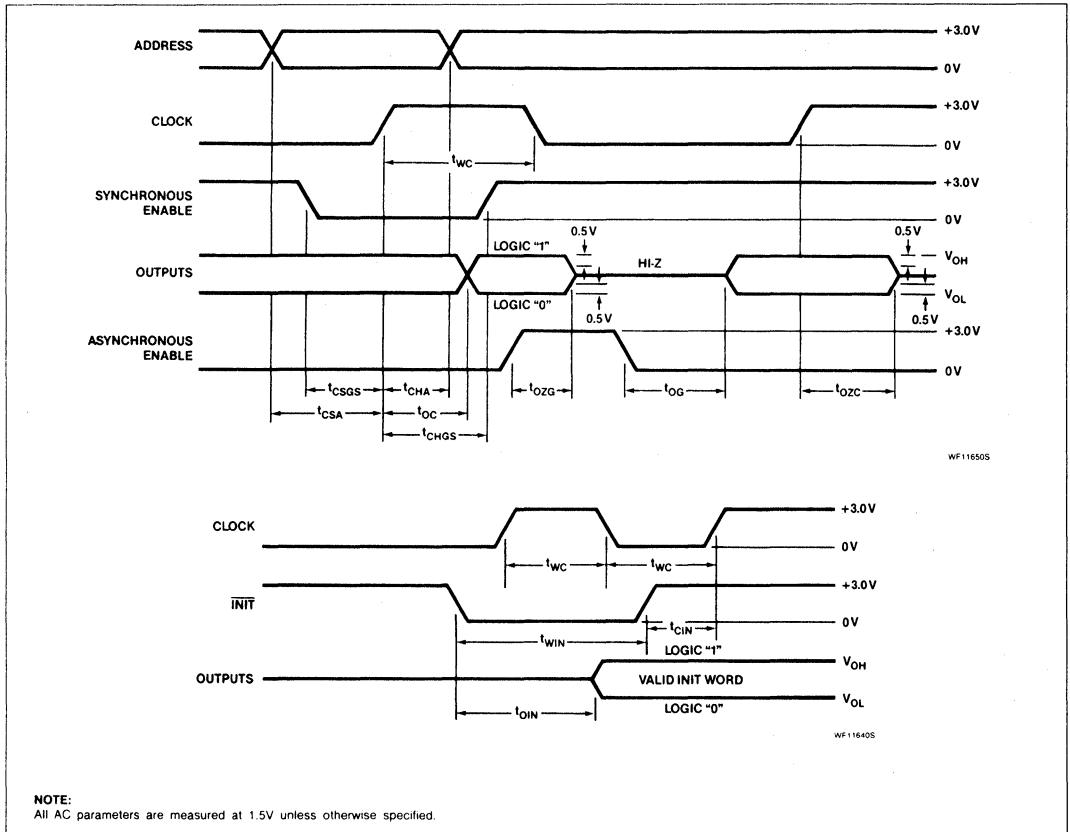 ADDRESS
+3.0V
0V
CLOCK
+3.0V
0V
tWC
SYNCHRONOUS
ENABLE
+3.0V
0V
0.5V
0.5V
LOGIC "1"
OUTPUTS
HI-Z
VOH
VOL
LOGIC "0"
0.5V
0.5V
ASYNCHRONOUS
ENABLE
+3.0V
0V
tCSGS
tCHA
tOZG
tOG
tOZC
tCSA
tOC
tCHGS
WF11650S
CLOCK
+3.0V
0V
tWC
tWC
INIT
+3.0V
0V
tCIN
tWIN
LOGIC "1"
VOH
OUTPUTS
VALID INIT WORD
VOL
LOGIC "0"
tOIN
WF11640S
NOTE:
All AC parameters are measured at 1.5V unless otherwise specified.